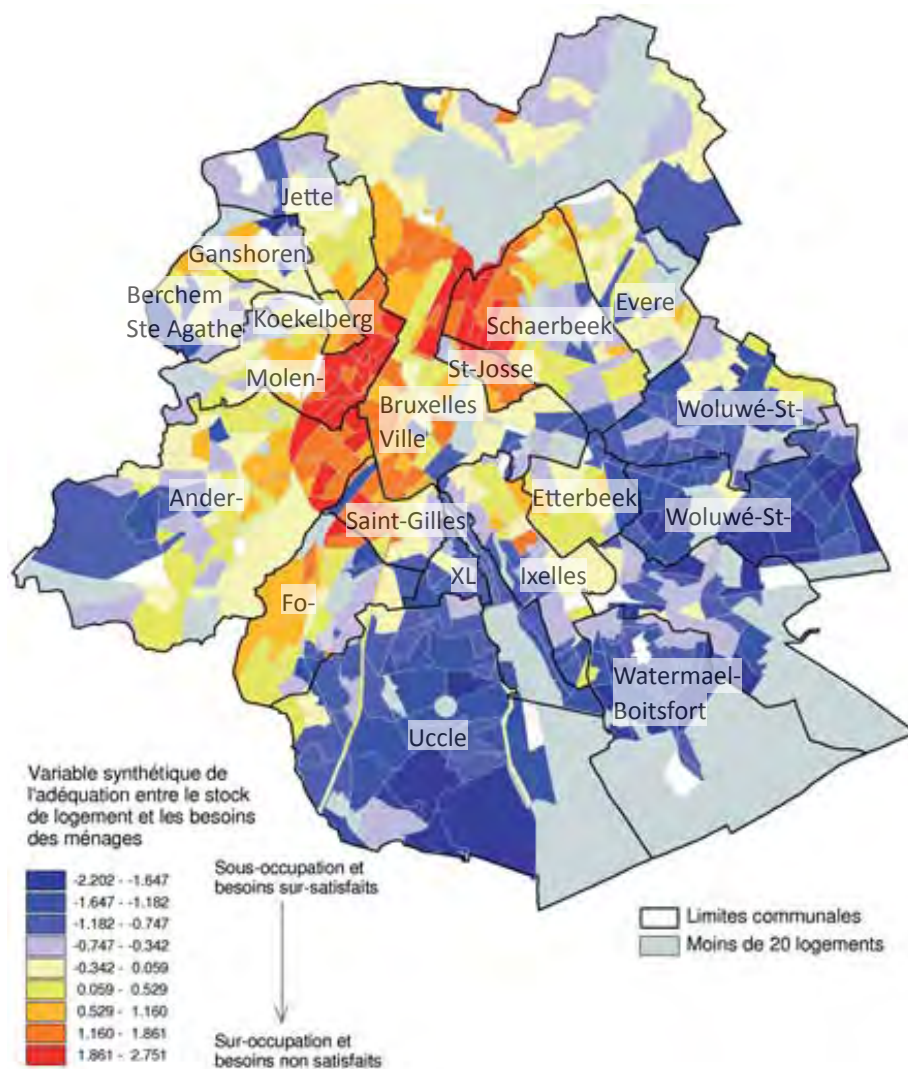 Jette
Ganshoren
Berchem
Ste Agathe
Koekelberg
Evere
Schaerbeek
St-Josse
Molen-
Bruxelles
Ville
Woluwé-St-
Ander-
Etterbeek
Woluwé-St-
Saint-Gilles
XL
Ixelles
Fo-
Watermael-
Boitsfort
Uccle
Variable synthétique de
l'adéquation entre le stock
de logement et les besoins
des ménages
-2.202 - -1.647
-1.647 - -1.182
-1.182 - -0.747
-0.747 - -0.342
-0.342 - 0.059
0.059 - 0.529
0.529 - 1.160
1.160 - 1.861
1.861 - 2.751
Sous-occupation et
besoins sur-satisfaits
Sur-occupation et
besoins non satisfaits
Limites communales
Moins de 20 logements